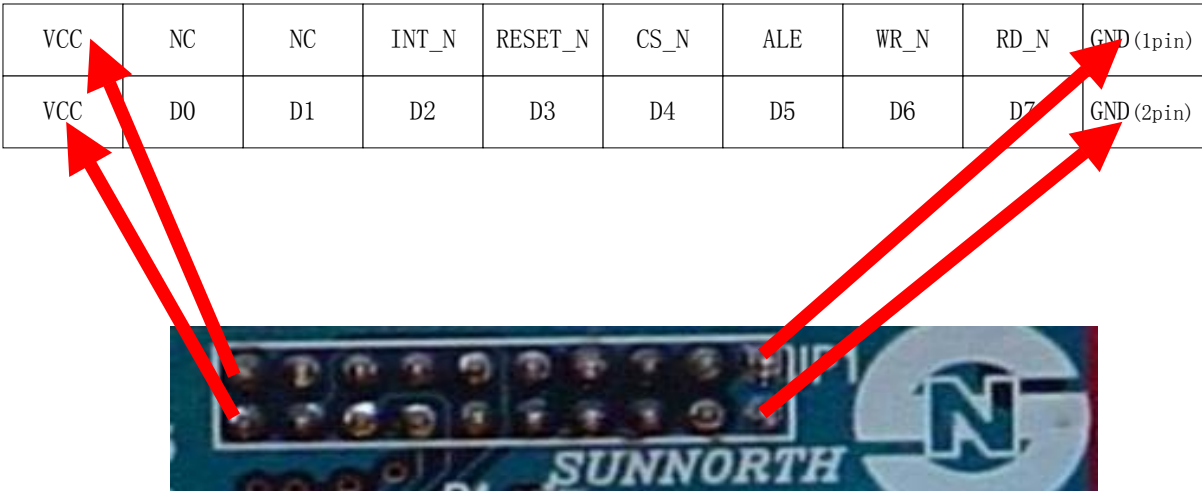 VCC NC NC INT_N RESET_N CS_N ALE WR_N RD_N GND(1pin)
VCC D0 D1 D2 D3 D4 D5 D6 D7 GND(2pin)
N
SUNNORTH